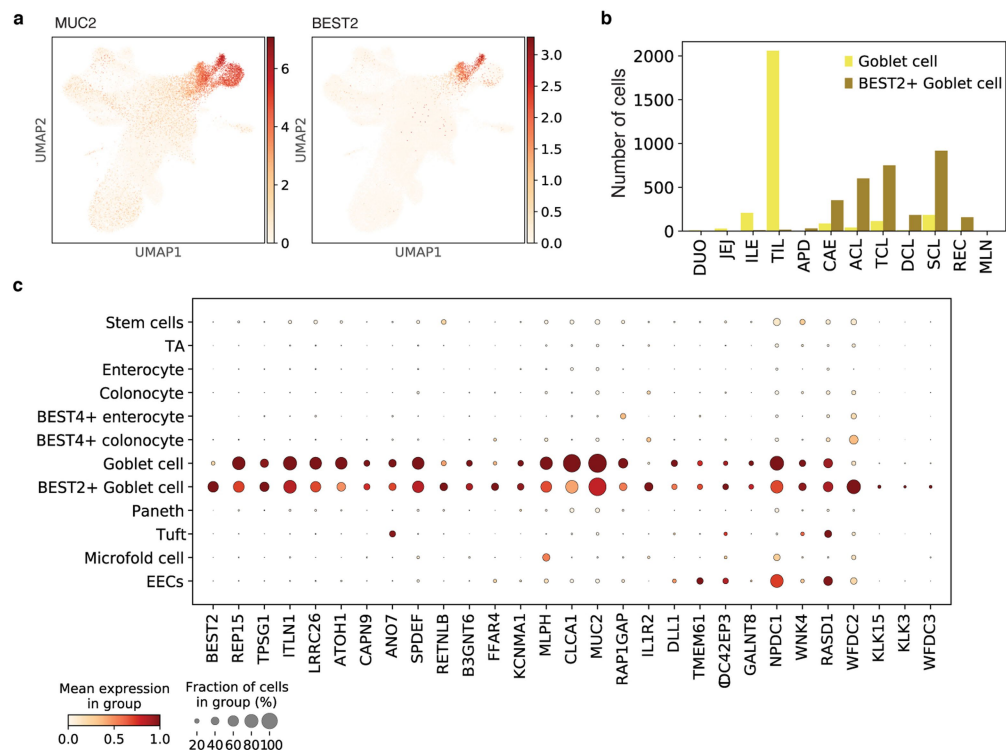 a
MUC2
BEST2
6
4
2
0
3.0
2.5
2.0
1.5
1.0
0.5
0.0
UMAP2
UMAP1
UMAP2
UMAP1
b
Number of cells
2000
1500
1000
500
0
Goblet cell
BEST2+ Goblet cell
DUO
JEJ
ILE
TIL
APD
CAE
ACL
TCL
DCL
SCL
REC
MLN
c
Stem cells
TA
Enterocyte
Colonocyte
BEST4+ enterocyte
BEST4+ colonocyte
Goblet cell
BEST2+ Goblet cell
Paneth
Tuft
Microfold cell
EECs
BEST2
REP15
TPSG1
ITLN1
LRRC26
ATOH1
CAPN9
ANO7
SPDEF
RETNLB
B3GNT6
FFAR4
KCNMA1
MLPH
CLCA1
MUC2
RAP1GAP
IL1R2
DLL1
TMEM61
CDC42EP3
GALNT8
NPDC1
WNK4
RASD1
WFDC2
KLK15
KLK3
WFDC3
Mean expression
in group
0.0 0.5 1.0
Fraction of cells
in group (%)
20 40 60 80 100